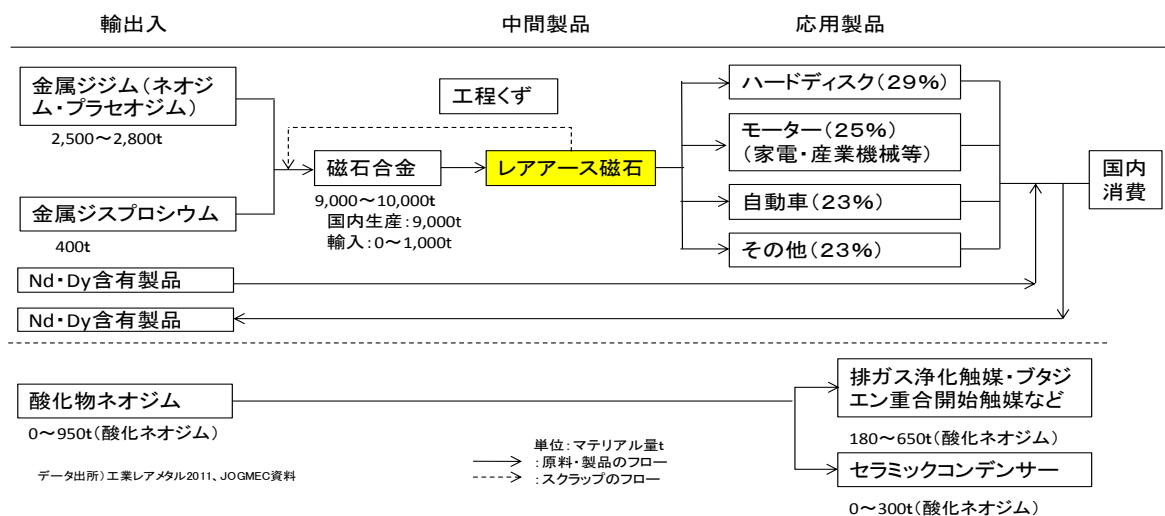 輸出入
中間製品
応用製品
金属ジジム(ネオジ
ム・プラセオジム)
2,500~2,800t
金属ジスプロシウム
400t
Nd・Dy含有製品
Nd・Dy含有製品
工程くず
磁石合金
9,000~10,000t
国内生産:9,000t
輸入:0~1,000t
レアアース磁石
ハードディスク(29%)
モーター(25%)
(家電・産業機械等)
自動車(23%)
その他(23%)
国内
消費
酸化物ネオジム
0~950t(酸化ネオジム)
排ガス浄化触媒・ブタジ
エン重合開始触媒など
180~650t(酸化ネオジム)
セラミックコンデンサー
0~300t(酸化ネオジム)
単位:マテリアル量t
:原料・製品のフロー
:スクラップのフロー
データ出所)工業レアメタル2011、JOGMEC資料